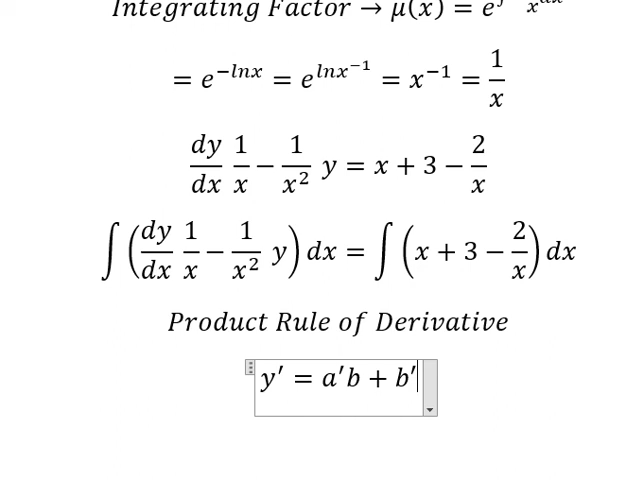 Integrating Factor → μ(x) = e^∫ x^dx
= e^{-lnx} = e^{lnx^{-1}} = x^{-1} = 1/x
dy/dx 1/x − 1/x² y = x + 3 − 2/x
∫(dy/dx 1/x − 1/x² y)dx = ∫(x + 3 − 2/x)dx
Product Rule of Derivative
y′ = a′b + b′